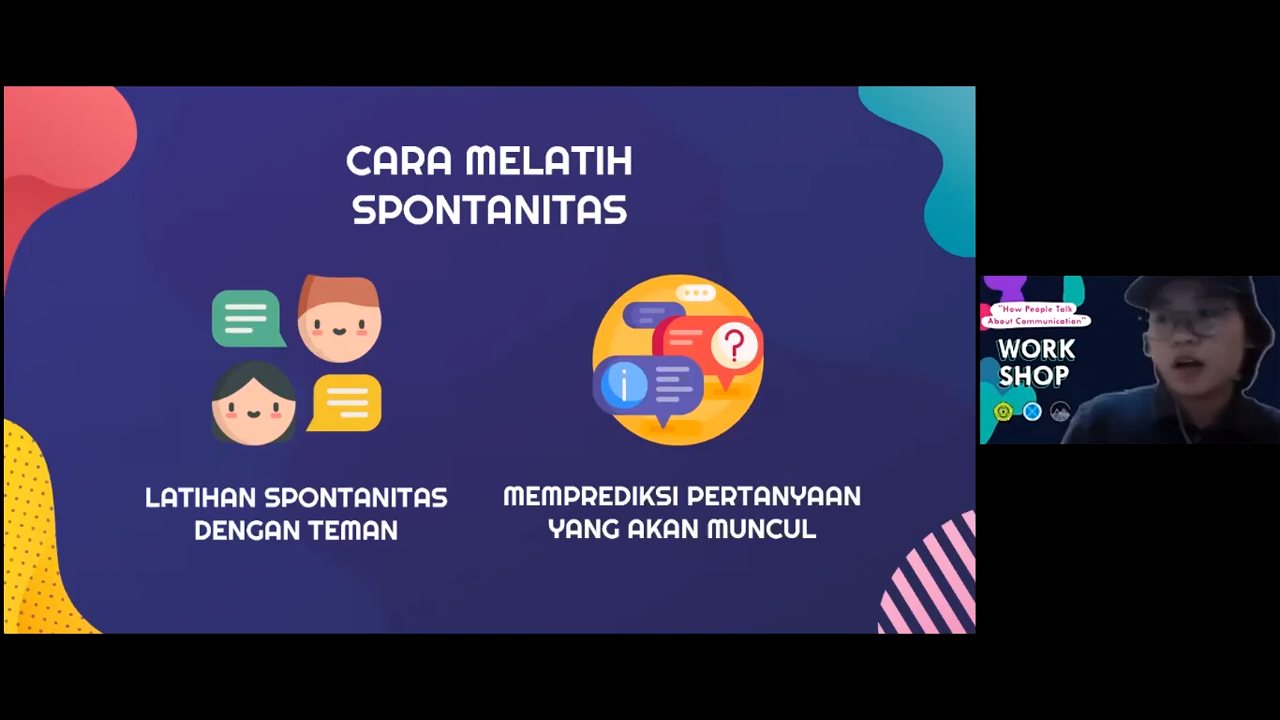 CARA MELATIH
SPONTANITAS
LATIHAN SPONTANITAS
DENGAN TEMAN
MEMPREDIKSI PERTANYAAN
YANG AKAN MUNCUL
?
i
"How People Talk
About Communication"
WORK
SHOP